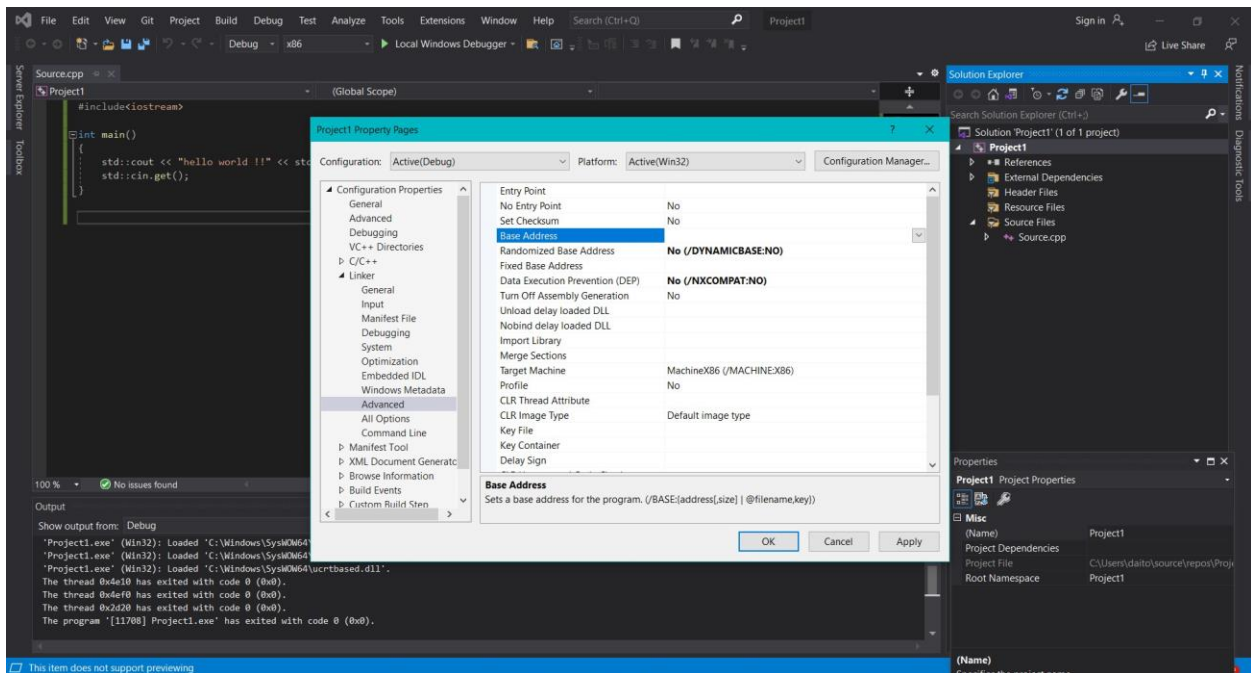 File Edit View Git Project Build Debug Test Analyze Tools Extensions Window Help Search (Ctrl+Q) Project1 Sign in
Debug x86 Local Windows Debugger Live Share
Server Explorer
Toolbox
Source.cpp
Project1 (Global Scope)
#include<iostream>
int main()
{
std::cout << "hello world !!" <<
std::cin.get();
}
100 % No issues found
Project1 Property Pages ? ×
Configuration: Active(Debug) Platform: Active(Win32) Configuration Manager...
Configuration Properties
General
Advanced
Debugging
VC++ Directories
C/C++
Linker
General
Input
Manifest File
Debugging
System
Optimization
Embedded IDL
Windows Metadata
Advanced
All Options
Command Line
Manifest Tool
XML Document Generatc
Browse Information
Build Events
Custom Build Step
Entry Point
No Entry Point No
Set Checksum No
Base Address
Randomized Base Address No (/DYNAMICBASE:NO)
Fixed Base Address
Data Execution Prevention (DEP) No (/NXCOMPAT:NO)
Turn Off Assembly Generation No
Unload delay loaded DLL
Nobind delay loaded DLL
Import Library
Merge Sections
Target Machine MachineX86 (/MACHINE:X86)
Profile No
CLR Thread Attribute
CLR Image Type Default image type
Key File
Key Container
Delay Sign
Base Address
Sets a base address for the program. (/BASE:{address[,size] | @filename,key})
OK Cancel Apply
Output
Show output from: Debug
'Project1.exe' (Win32): Loaded 'C:\Windows\SysWOW64\
'Project1.exe' (Win32): Loaded 'C:\Windows\SysWOW64\
'Project1.exe' (Win32): Loaded 'C:\Windows\SysWOW64\ucrtbased.dll'.
The thread 0x4e10 has exited with code 0 (0x0).
The thread 0x4ef0 has exited with code 0 (0x0).
The thread 0x2d20 has exited with code 0 (0x0).
The program '[11708] Project1.exe' has exited with code 0 (0x0).
This item does not support previewing
Solution Explorer
Search Solution Explorer (Ctrl+;)
Solution 'Project1' (1 of 1 project)
Project1
References
External Dependencies
Header Files
Resource Files
Source Files
Source.cpp
Properties
Project1 Project Properties
Misc
(Name) Project1
Project Dependencies
Project File C:\Users\daito\source\repos\Proje
Root Namespace Project1
(Name)
Notifications
Diagnostic Tools